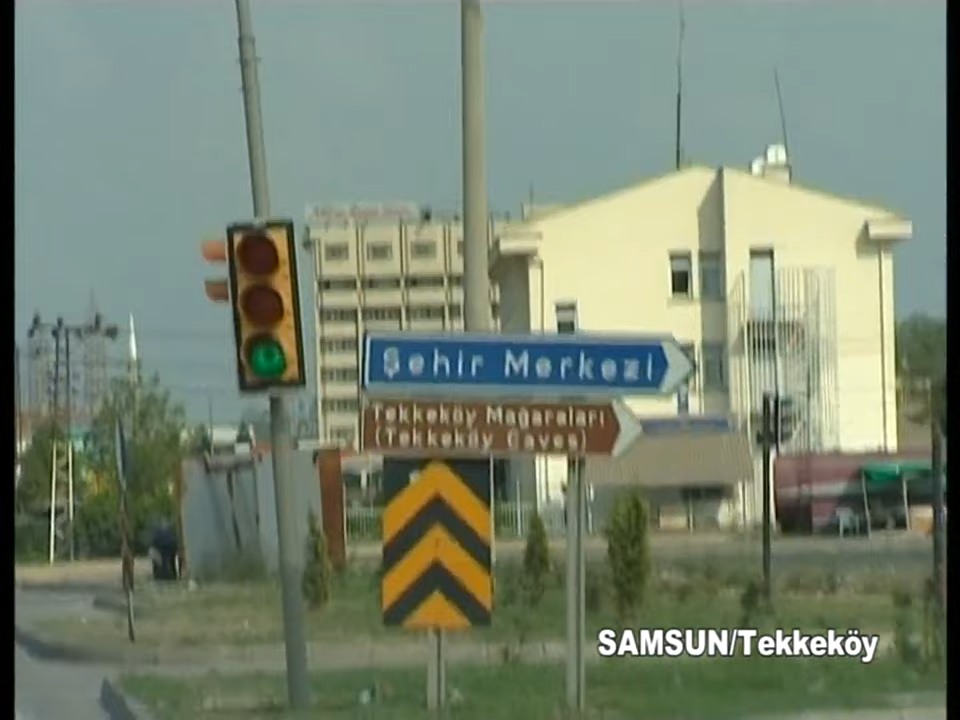 Şehir Merkezi
Tekkeköy Mağaraları
(Tekkeköy Caves)
SAMSUN/Tekkeköy